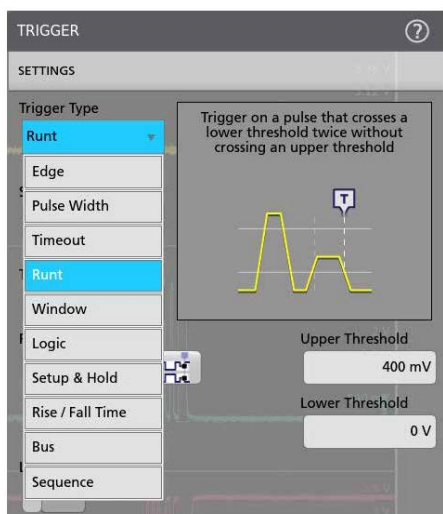 TRIGGER
?
SETTINGS
Trigger Type
Runt
Edge
Pulse Width
Timeout
Runt
Window
Logic
Setup & Hold
Rise / Fall Time
Bus
Sequence
Trigger on a pulse that crosses a
lower threshold twice without
crossing an upper threshold
T
Upper Threshold
400 mV
Lower Threshold
0 V